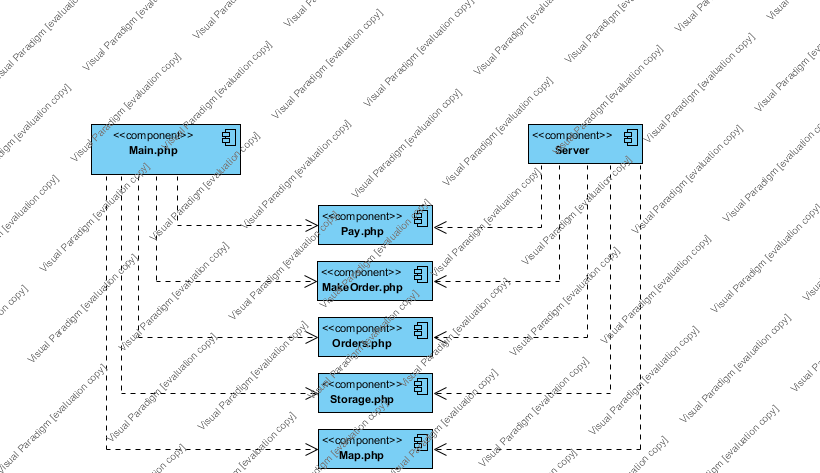 <<component>>
Main.php
<<component>>
Server
<<component>>
Pay.php
<<component>>
MakeOrder.php
<<component>>
Orders.php
<<component>>
Storage.php
<<component>>
Map.php
Visual Paradigm [evaluation copy]